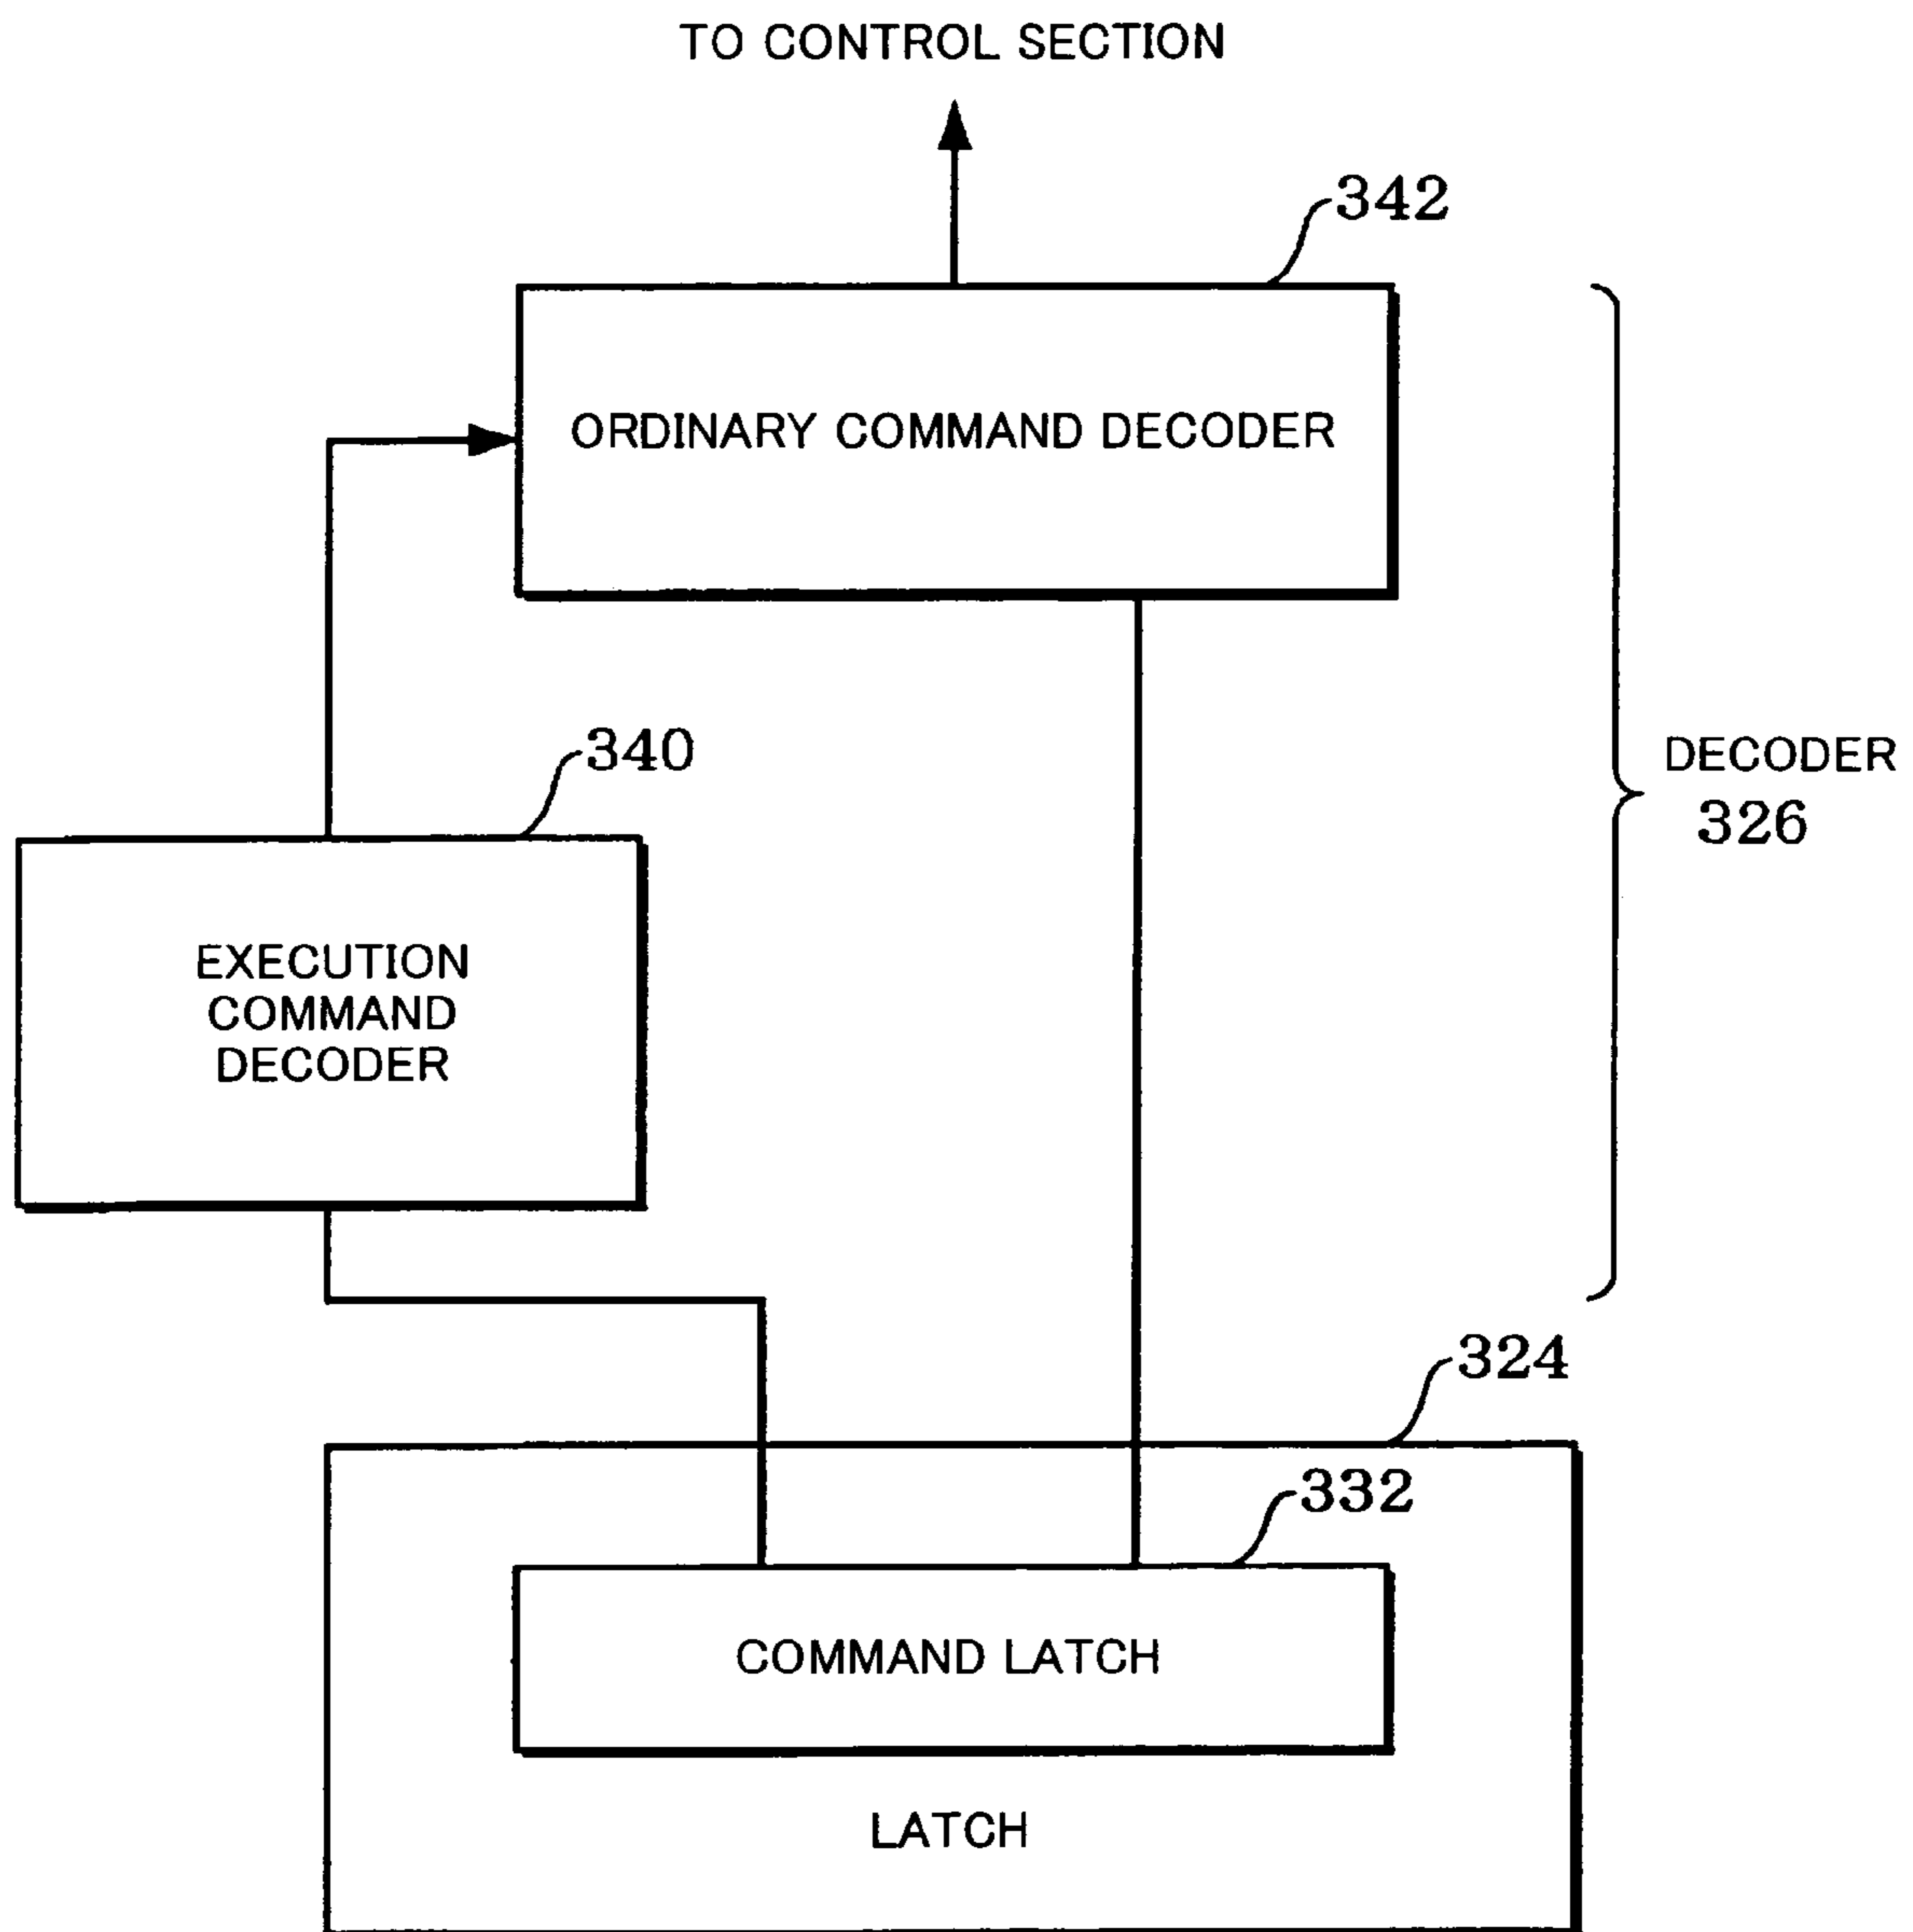 TO CONTROL SECTION
342
ORDINARY COMMAND DECODER
340
DECODER
326
EXECUTION
COMMAND
DECODER
324
332
COMMAND LATCH
LATCH